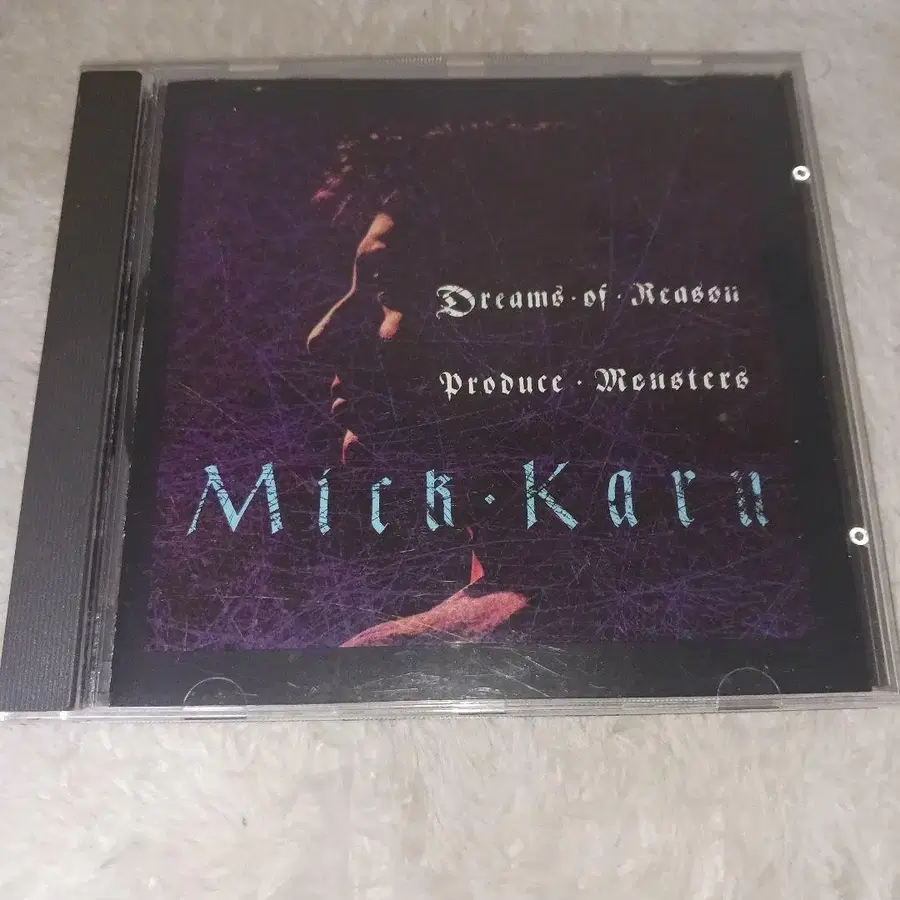 Dreams · of · Reason
Produce · Monsters
Mick · Karn